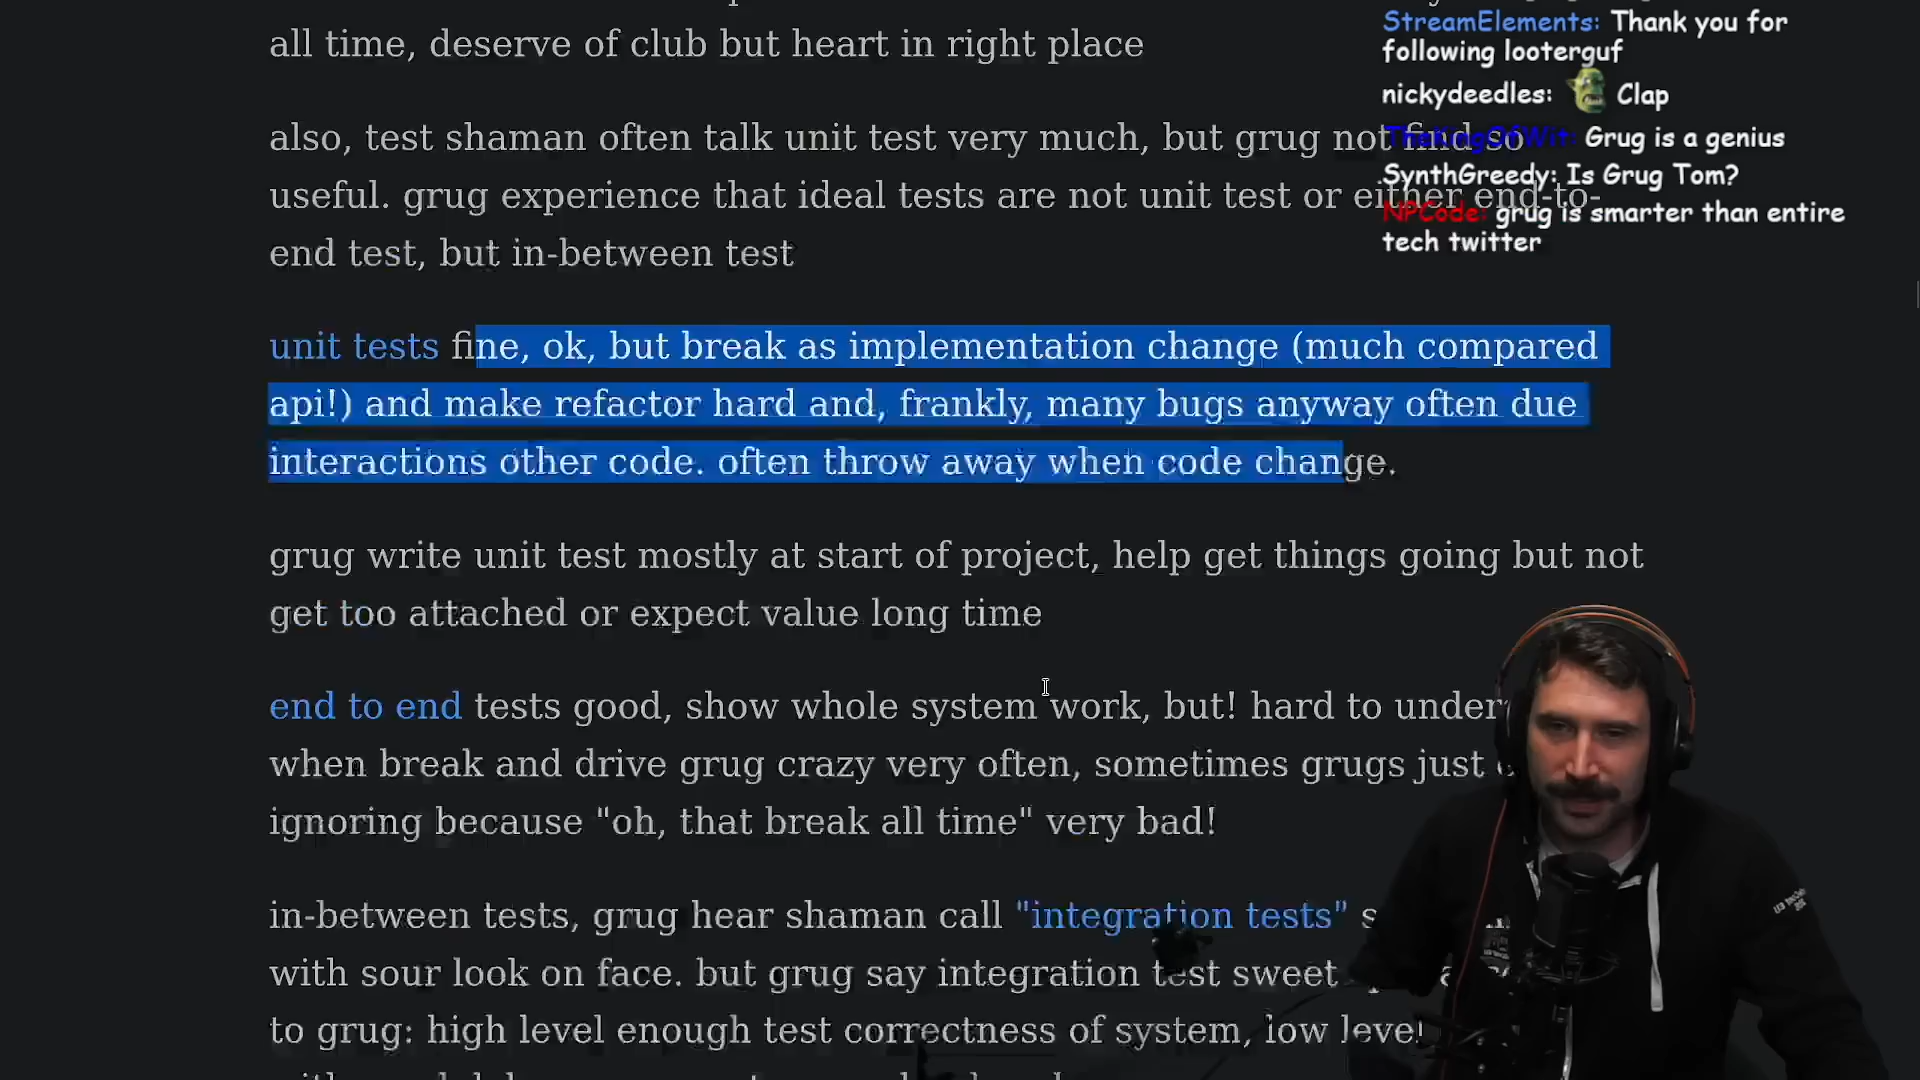 all time, deserve of club but heart in right place
also, test shaman often talk unit test very much, but grug not find so
useful. grug experience that ideal tests are not unit test or either end-to-
end test, but in-between test
unit tests fine, ok, but break as implementation change (much compared
api!) and make refactor hard and, frankly, many bugs anyway often due
interactions other code. often throw away when code change.
grug write unit test mostly at start of project, help get things going but not
get too attached or expect value long time
end to end tests good, show whole system work, but! hard to under
when break and drive grug crazy very often, sometimes grugs just
ignoring because "oh, that break all time" very bad!
in-between tests, grug hear shaman call "integration tests" s
with sour look on face. but grug say integration test sweet
to grug: high level enough test correctness of system, low level
StreamElements: Thank you for
following looterguf
nickydeedles: Clap
TheKingOfWit: Grug is a genius
SynthGreedy: Is Grug Tom?
NPCode: grug is smarter than entire
tech twitter